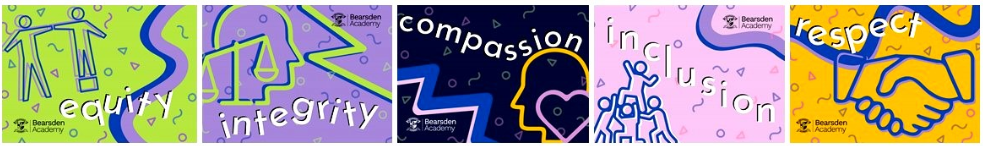 equity
Bearsden
Academy
Bearsden
Academy
integrity
compassion
Bearsden
Academy
Bearsden
Academy
inclusion
respect
Bearsden
Academy